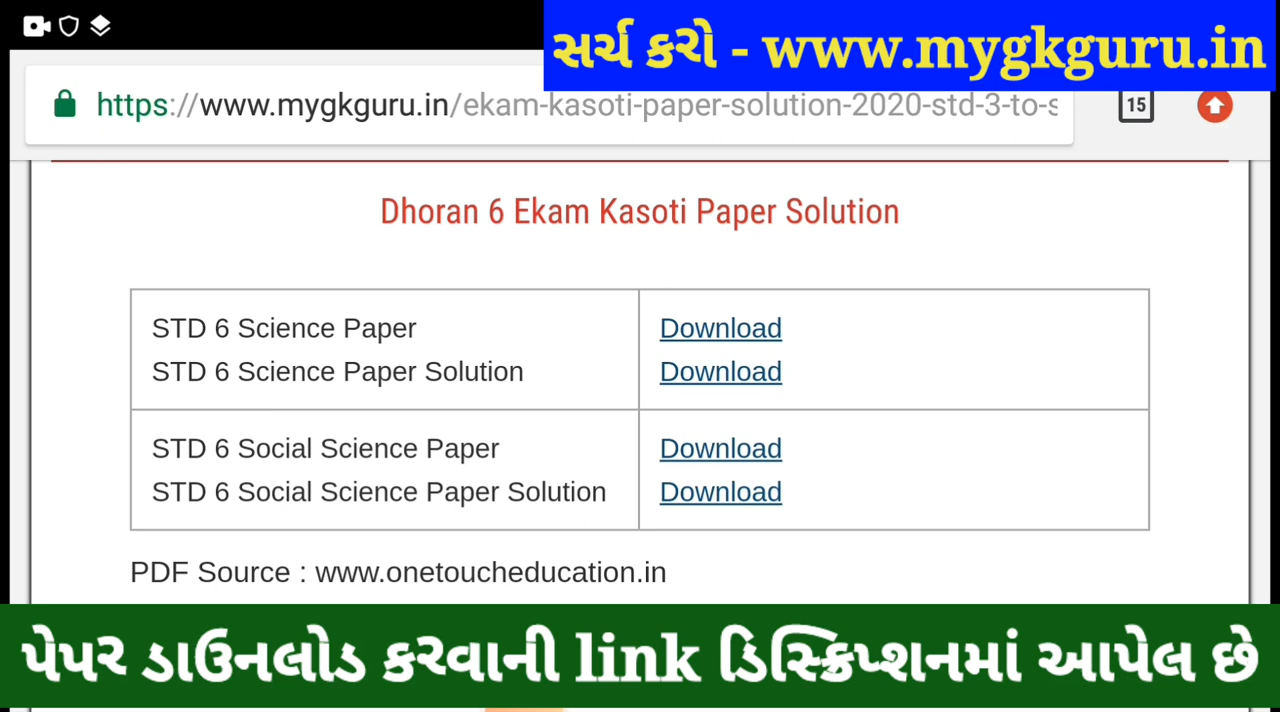 સર્ચ કરો - www.mygkguru.in
https://www.mygkguru.in/ekam-kasoti-paper-solution-2020-std-3-to-s
15
Dhoran 6 Ekam Kasoti Paper Solution
STD 6 Science Paper Download
STD 6 Science Paper Solution Download
STD 6 Social Science Paper Download
STD 6 Social Science Paper Solution Download
PDF Source : www.onetoucheducation.in
પેપર ડાઉનલોડ કરવાની link ડિસ્ક્રિપ્શનમાં આપેલ છે